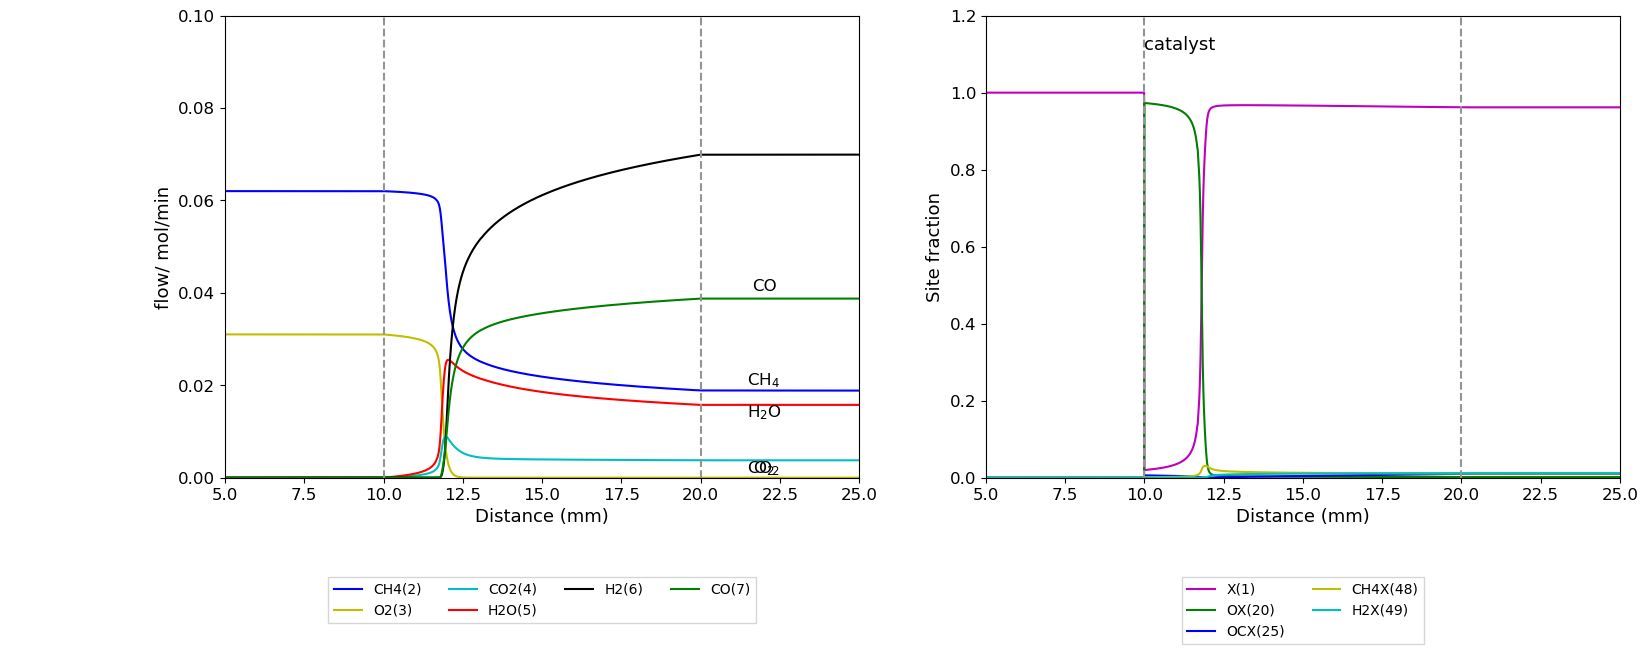 0.10
0.08
0.06
0.04
0.02
0.00
flow/ mol/min
CO
CH₄
H₂O
CO₂
O₂
5.0 7.5 10.0 12.5 15.0 17.5 20.0 22.5 25.0
Distance (mm)
CH4(2) CO2(4) H2(6) CO(7)
O2(3) H2O(5)
1.2
1.0
0.8
0.6
0.4
0.2
0.0
Site fraction
catalyst
5.0 7.5 10.0 12.5 15.0 17.5 20.0 22.5 25.0
Distance (mm)
X(1) CH4X(48)
OX(20) H2X(49)
OCX(25)